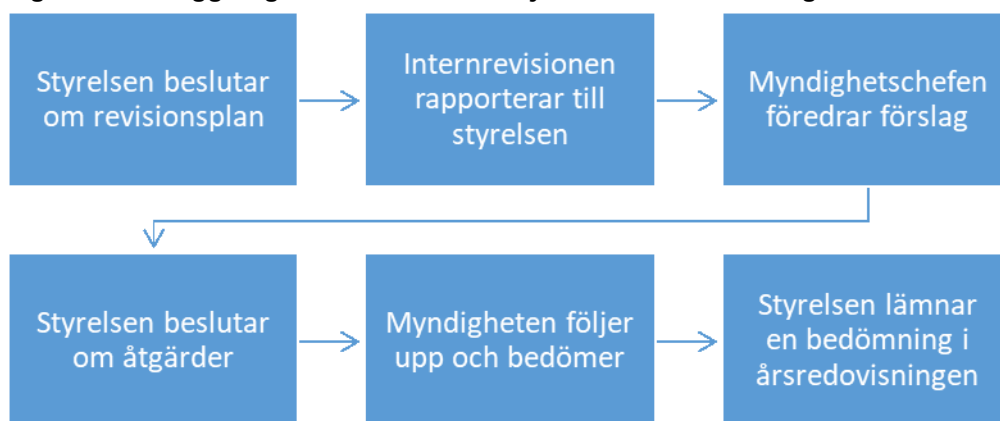 Styrelsen beslutar
om revisionsplan
Internrevisionen
rapporterar till
styrelsen
Myndighetschefen
föredrar förslag
Styrelsen beslutar
om åtgärder
Myndigheten följer
upp och bedömer
Styrelsen lämnar
en bedömning i
årsredovisningen